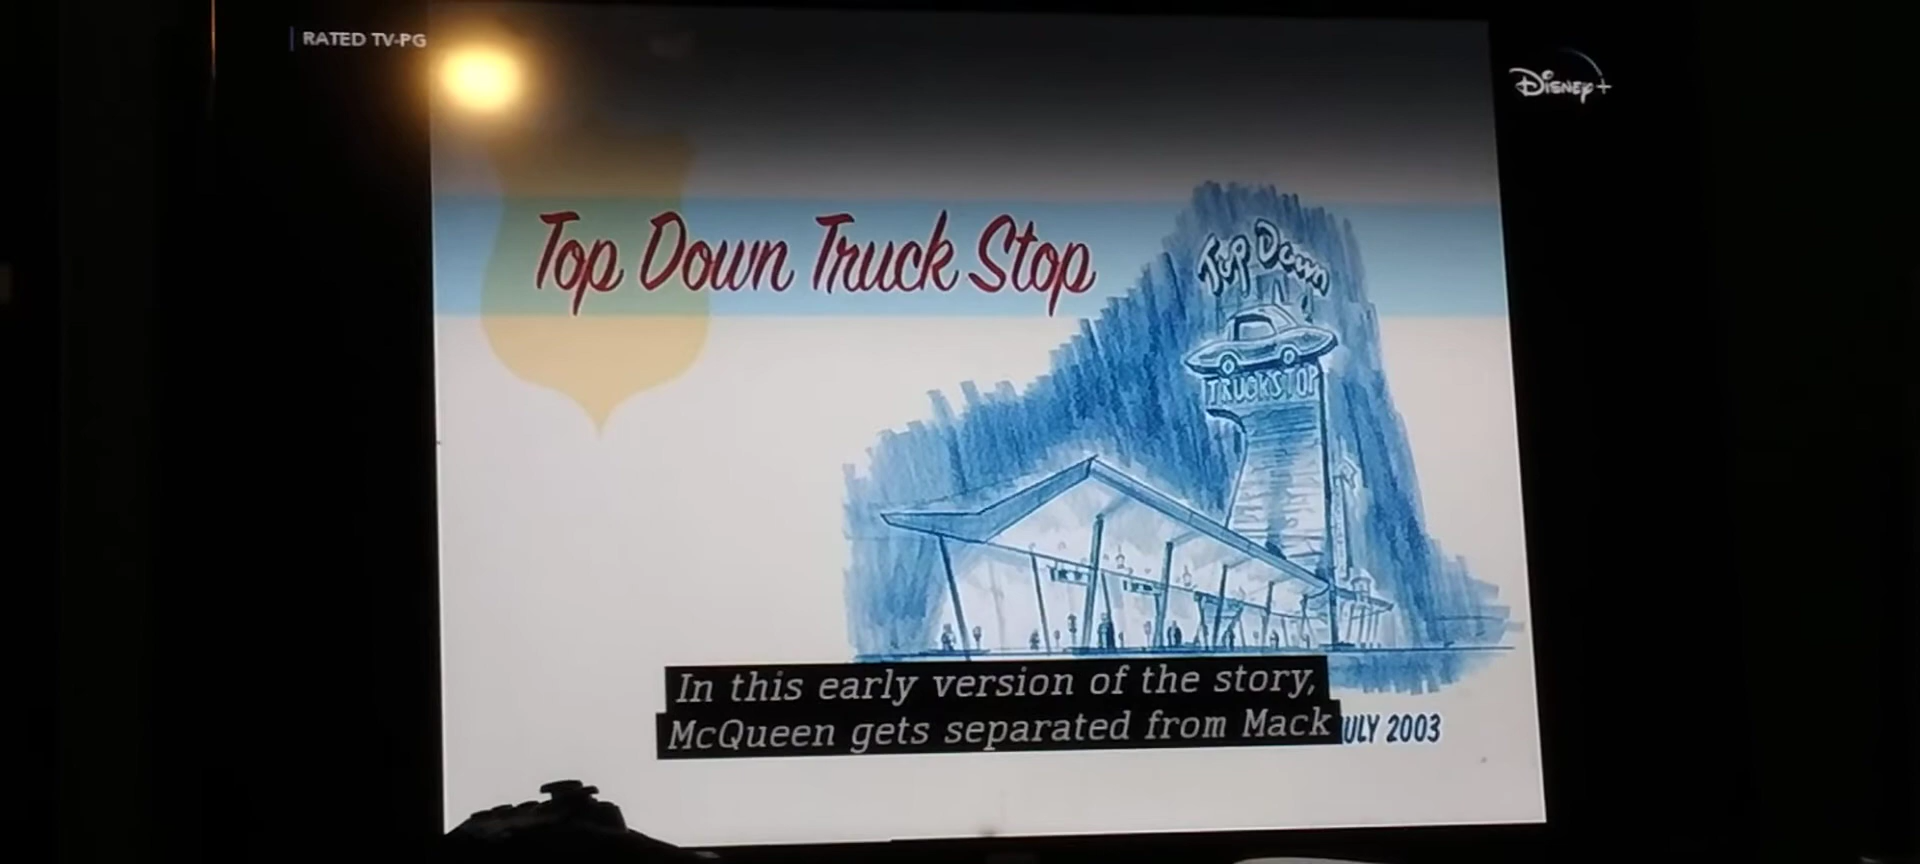 RATED TV-PG
Disney+
Top Down Truck Stop
Top Down
TRUCKSTOP
In this early version of the story,
McQueen gets separated from Mack
ULY 2003